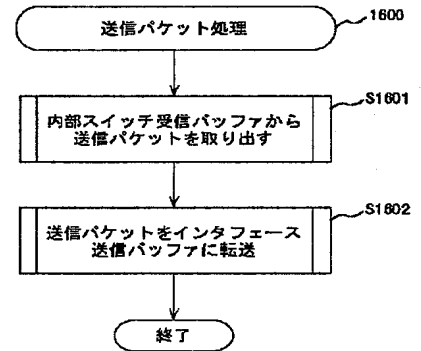 送信パケット処理
1600
内部スイッチ受信バッファから
送信パケットを取り出す
S1601
送信パケットをインタフェース
送信バッファに転送
S1602
終了